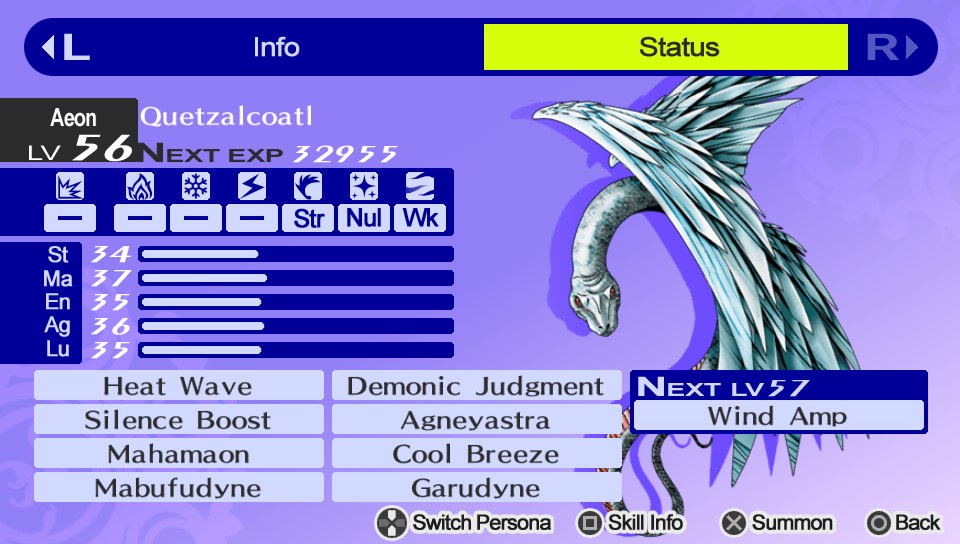 L Info Status R
Aeon Quetzalcoatl
LV 56 NEXT EXP 32955
– – – – Str Nul Wk
St 34
Ma 37
En 35
Ag 36
Lu 35
Heat Wave Demonic Judgment
Silence Boost Agneyastra
Mahamaon Cool Breeze
Mabufudyne Garudyne
NEXT LV 57
Wind Amp
Switch Persona Skill Info Summon Back